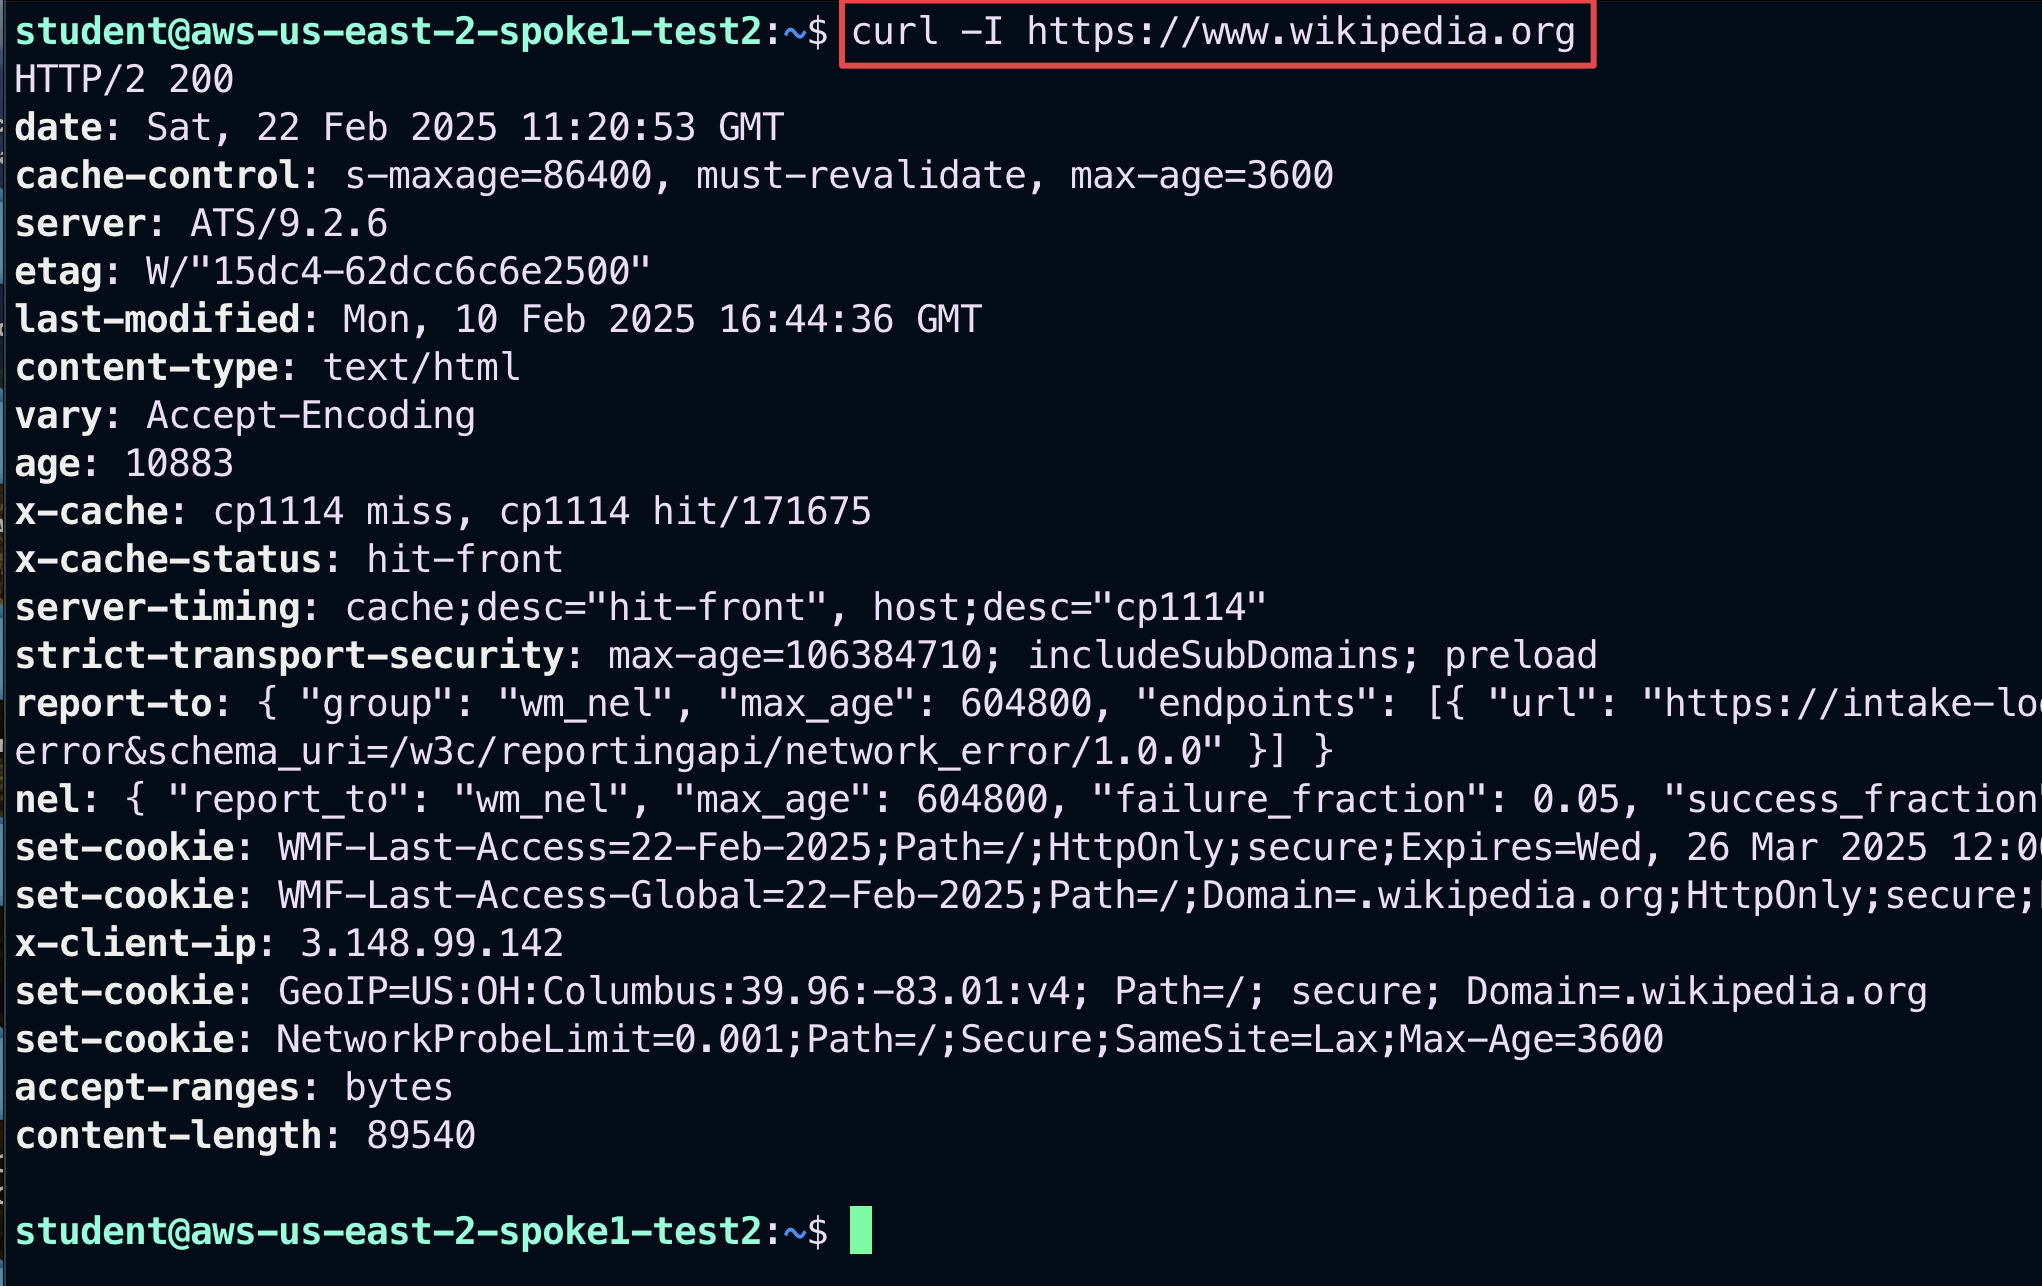 student@aws-us-east-2-spoke1-test2:~$ curl -I https://www.wikipedia.org
HTTP/2 200
date: Sat, 22 Feb 2025 11:20:53 GMT
cache-control: s-maxage=86400, must-revalidate, max-age=3600
server: ATS/9.2.6
etag: W/"15dc4-62dcc6c6e2500"
last-modified: Mon, 10 Feb 2025 16:44:36 GMT
content-type: text/html
vary: Accept-Encoding
age: 10883
x-cache: cp1114 miss, cp1114 hit/171675
x-cache-status: hit-front
server-timing: cache;desc="hit-front", host;desc="cp1114"
strict-transport-security: max-age=106384710; includeSubDomains; preload
report-to: { "group": "wm_nel", "max_age": 604800, "endpoints": [{ "url": "https://intake-lo
error&schema_uri=/w3c/reportingapi/network_error/1.0.0" }] }
nel: { "report_to": "wm_nel", "max_age": 604800, "failure_fraction": 0.05, "success_fraction"
set-cookie: WMF-Last-Access=22-Feb-2025;Path=/;HttpOnly;secure;Expires=Wed, 26 Mar 2025 12:00
set-cookie: WMF-Last-Access-Global=22-Feb-2025;Path=/;Domain=.wikipedia.org;HttpOnly;secure;
x-client-ip: 3.148.99.142
set-cookie: GeoIP=US:OH:Columbus:39.96:-83.01:v4; Path=/; secure; Domain=.wikipedia.org
set-cookie: NetworkProbeLimit=0.001;Path=/;Secure;SameSite=Lax;Max-Age=3600
accept-ranges: bytes
content-length: 89540
student@aws-us-east-2-spoke1-test2:~$